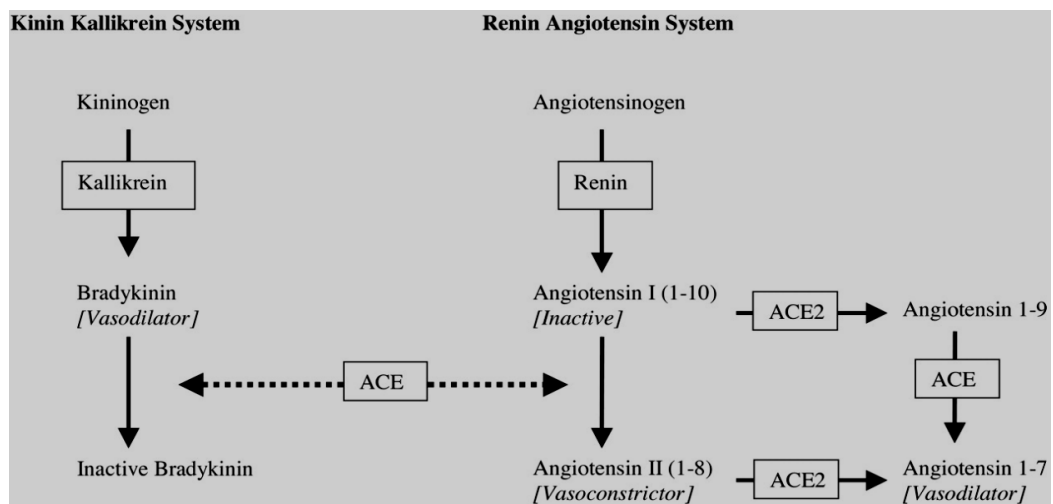 Kinin Kallikrein System
Renin Angiotensin System
Kininogen
Angiotensinogen
Kallikrein
Renin
Bradykinin
[Vasodilator]
Angiotensin I (1-10)
[Inactive]
ACE2
Angiotensin 1-9
ACE
ACE
Inactive Bradykinin
Angiotensin II (1-8)
[Vasoconstrictor]
ACE2
Angiotensin 1-7
[Vasodilator]